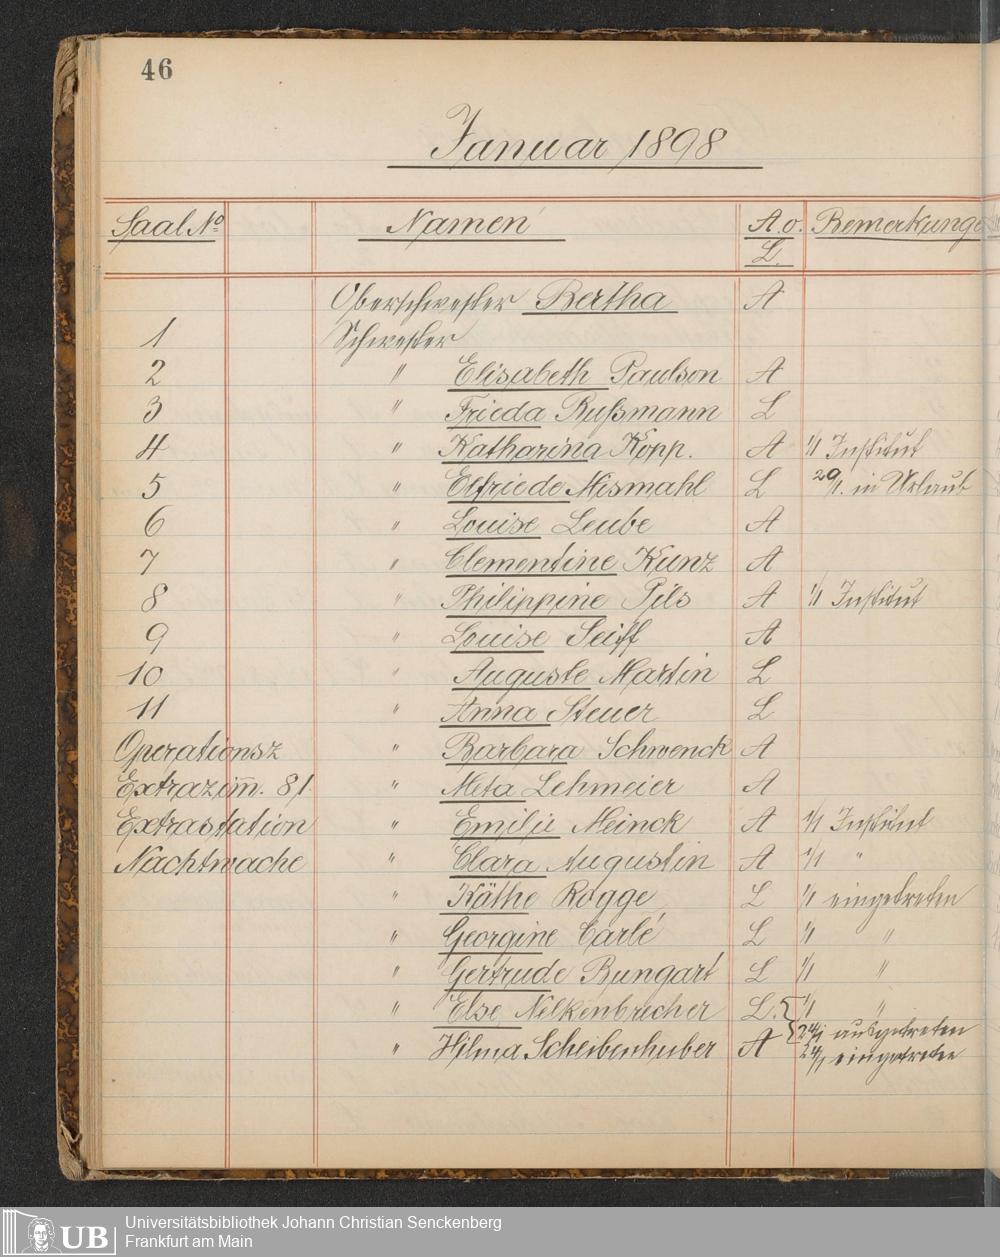 46
Januar 1898
Saal No Namen A. o. L. Bemerkunge
Oberschwester Bertha A
1 Schwester
2 " Elisabeth Paulson A
3 " Frieda Rußmann L
4 " Katharina Kopp. A 1/1 Institut
5 " Elfriede Mismahl L 29/1. in Urlaub
6 " Louise Leube A
7 " Clementine Kunz A
8 " Philippine Pils A 1/1 Institut
9 " Louise Seiff A
10 " Auguste Martin L
11 " Anna Steuer L
Operationsz " Barbara Schwenck A
Extrazim̄. 81. " Meta Lehmeier A
Extrastation " Emilie Meinck A 1/1 Institut
Nachtwache " Clara Augustin A 1/1 "
" Käthe Rogge L 1/1 eingetreten
" Georgine Carlé L 1/1 "
" Gertrude Bungart L 1/1 "
" Else Nelkenbrecher L. { 1/1 "
24/1 ausgetreten
" Hilma Scheibenhuber A 24/1 eingetreten
UB Universitätsbibliothek Johann Christian Senckenberg
Frankfurt am Main